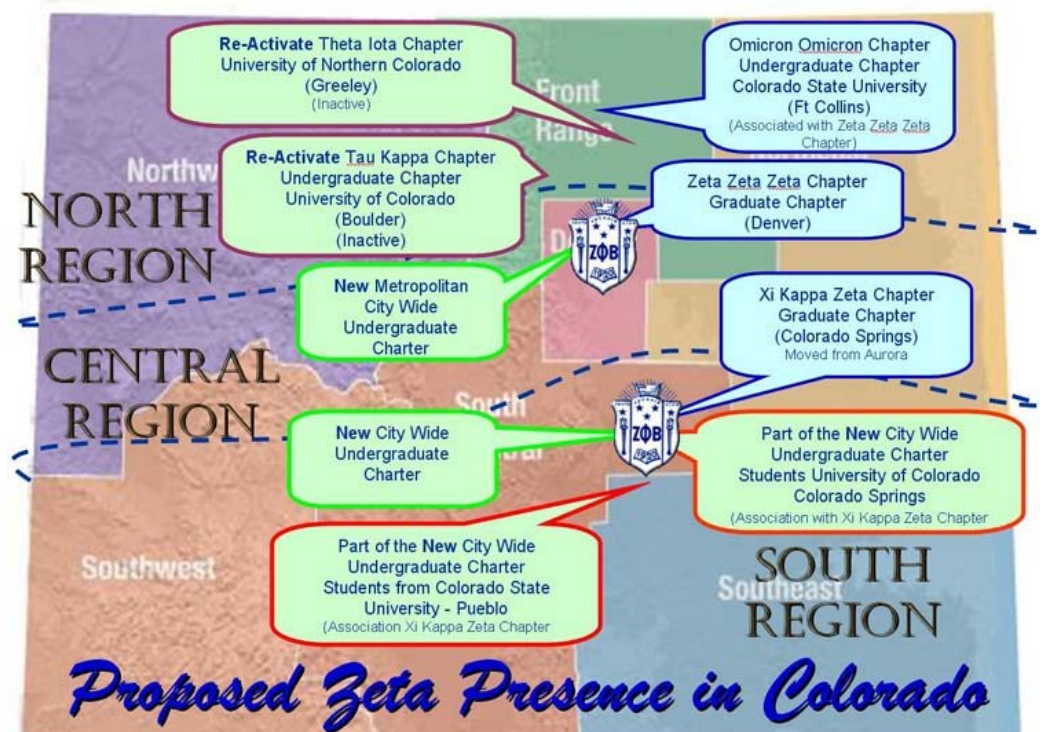 Re-Activate Theta Iota Chapter
University of Northern Colorado
(Greeley)
(Inactive)
Omicron Omicron Chapter
Undergraduate Chapter
Colorado State University
(Ft Collins)
(Associated with Zeta Zeta Zeta
Chapter)
Front
Range
Re-Activate Tau Kappa Chapter
Undergraduate Chapter
University of Colorado
(Boulder)
(Inactive)
Zeta Zeta Zeta Chapter
Graduate Chapter
(Denver)
NORTH
REGION
ZΦB
New Metropolitan
City Wide
Undergraduate
Charter
Xi Kappa Zeta Chapter
Graduate Chapter
(Colorado Springs)
Moved from Aurora
CENTRAL
REGION
South
New City Wide
Undergraduate
Charter
ZΦB
Part of the New City Wide
Undergraduate Charter
Students University of Colorado
Colorado Springs
(Association with Xi Kappa Zeta Chapter
Part of the New City Wide
Undergraduate Charter
Students from Colorado State
University - Pueblo
(Association Xi Kappa Zeta Chapter
Southwest
Southeast
SOUTH
REGION
Proposed Zeta Presence in Colorado